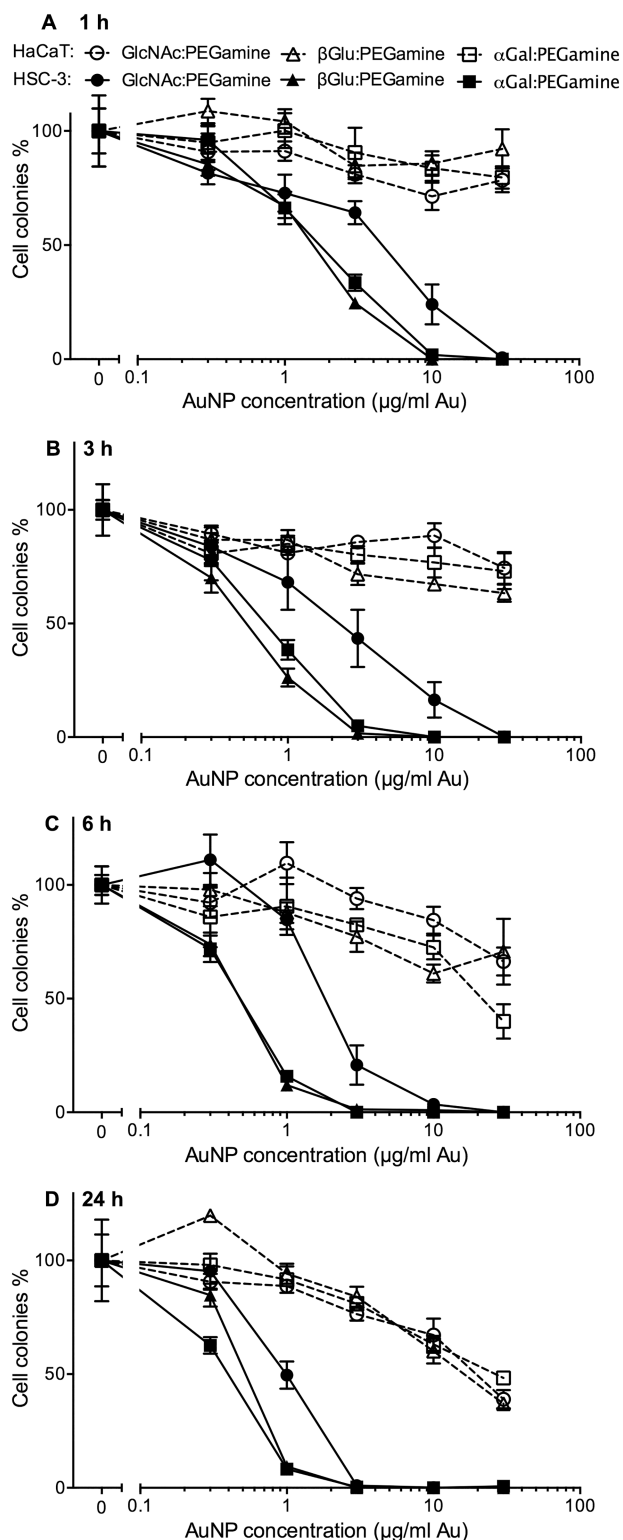 A 1 h
HaCaT: GlcNAc:PEGamine βGlu:PEGamine αGal:PEGamine
HSC-3: GlcNAc:PEGamine βGlu:PEGamine αGal:PEGamine
100
50
0
Cell colonies %
0 0.1 1 10 100
AuNP concentration (µg/ml Au)
B 3 h
100
50
0
Cell colonies %
0 0.1 1 10 100
AuNP concentration (µg/ml Au)
C 6 h
100
50
0
Cell colonies %
0 0.1 1 10 100
AuNP concentration (µg/ml Au)
D 24 h
100
50
0
Cell colonies %
0 0.1 1 10 100
AuNP concentration (µg/ml Au)